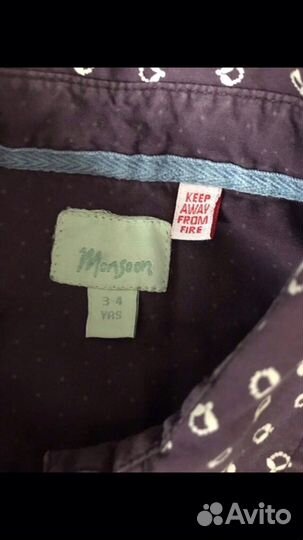 KEEP
AWAY
FROM
FIRE
Monsoon
3-4
YRS
Avito